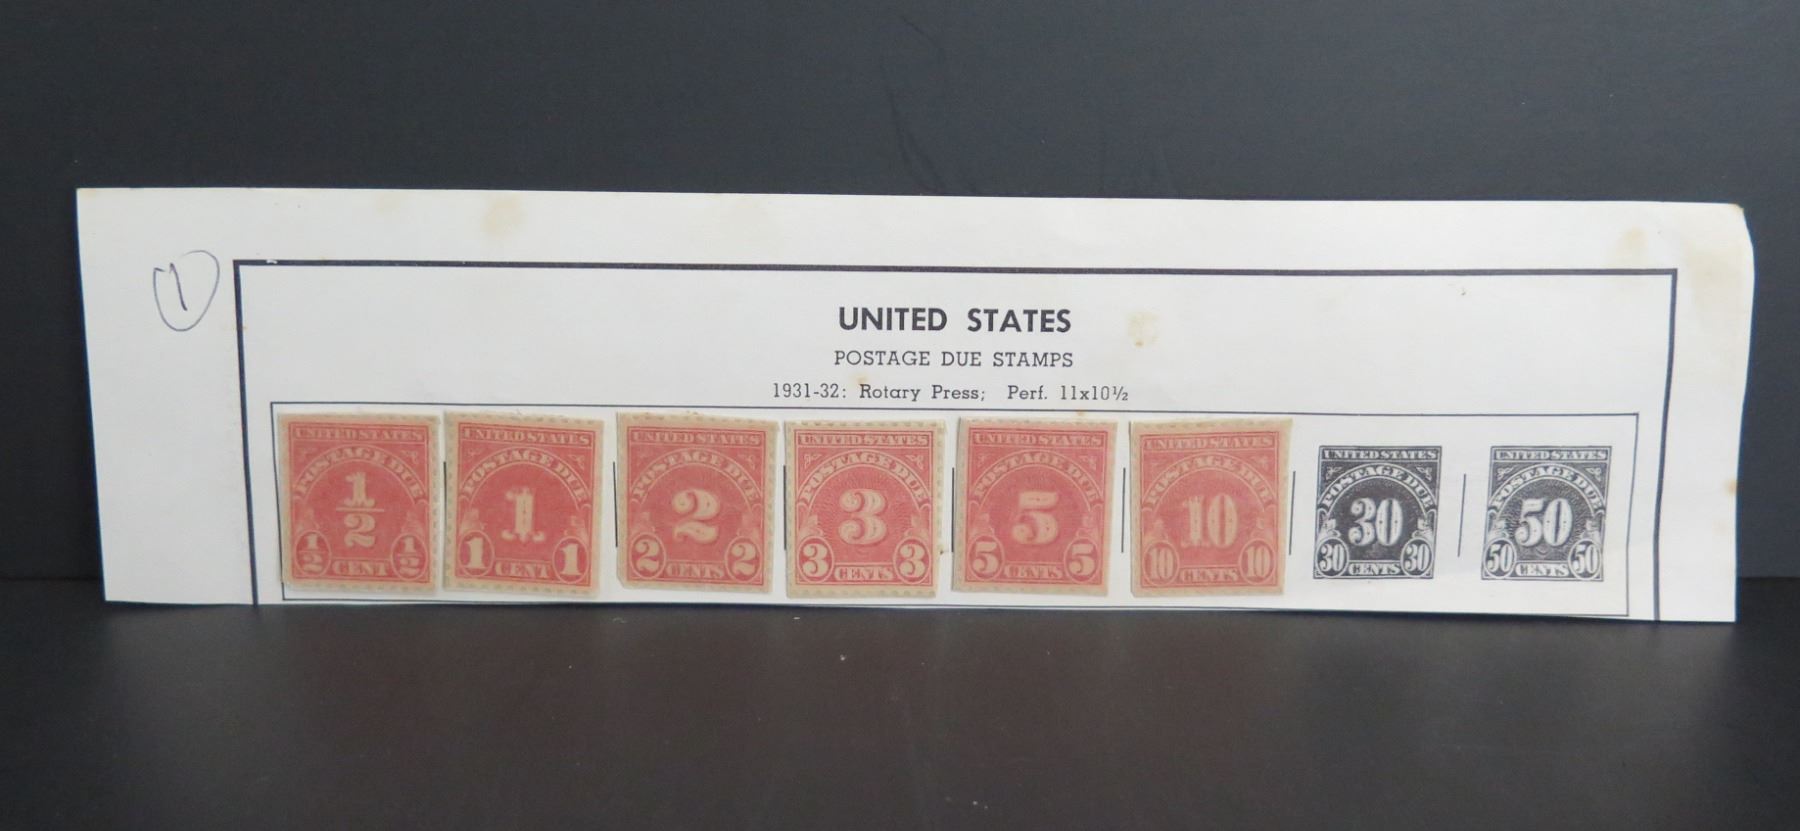 1
UNITED STATES
POSTAGE DUE STAMPS
1931-32: Rotary Press; Perf. 11x10½
UNITED STATES
POSTAGE DUE
1/2
1/2 CENT 1/2
UNITED STATES
POSTAGE DUE
1
1 CENT 1
UNITED STATES
POSTAGE DUE
2
2 CENTS 2
UNITED STATES
POSTAGE DUE
3
3 CENTS 3
UNITED STATES
POSTAGE DUE
5
5 CENTS 5
UNITED STATES
POSTAGE DUE
10
10 CENTS 10
UNITED STATES
POSTAGE DUE
30
30 CENTS 30
UNITED STATES
POSTAGE DUE
50
50 CENTS 50